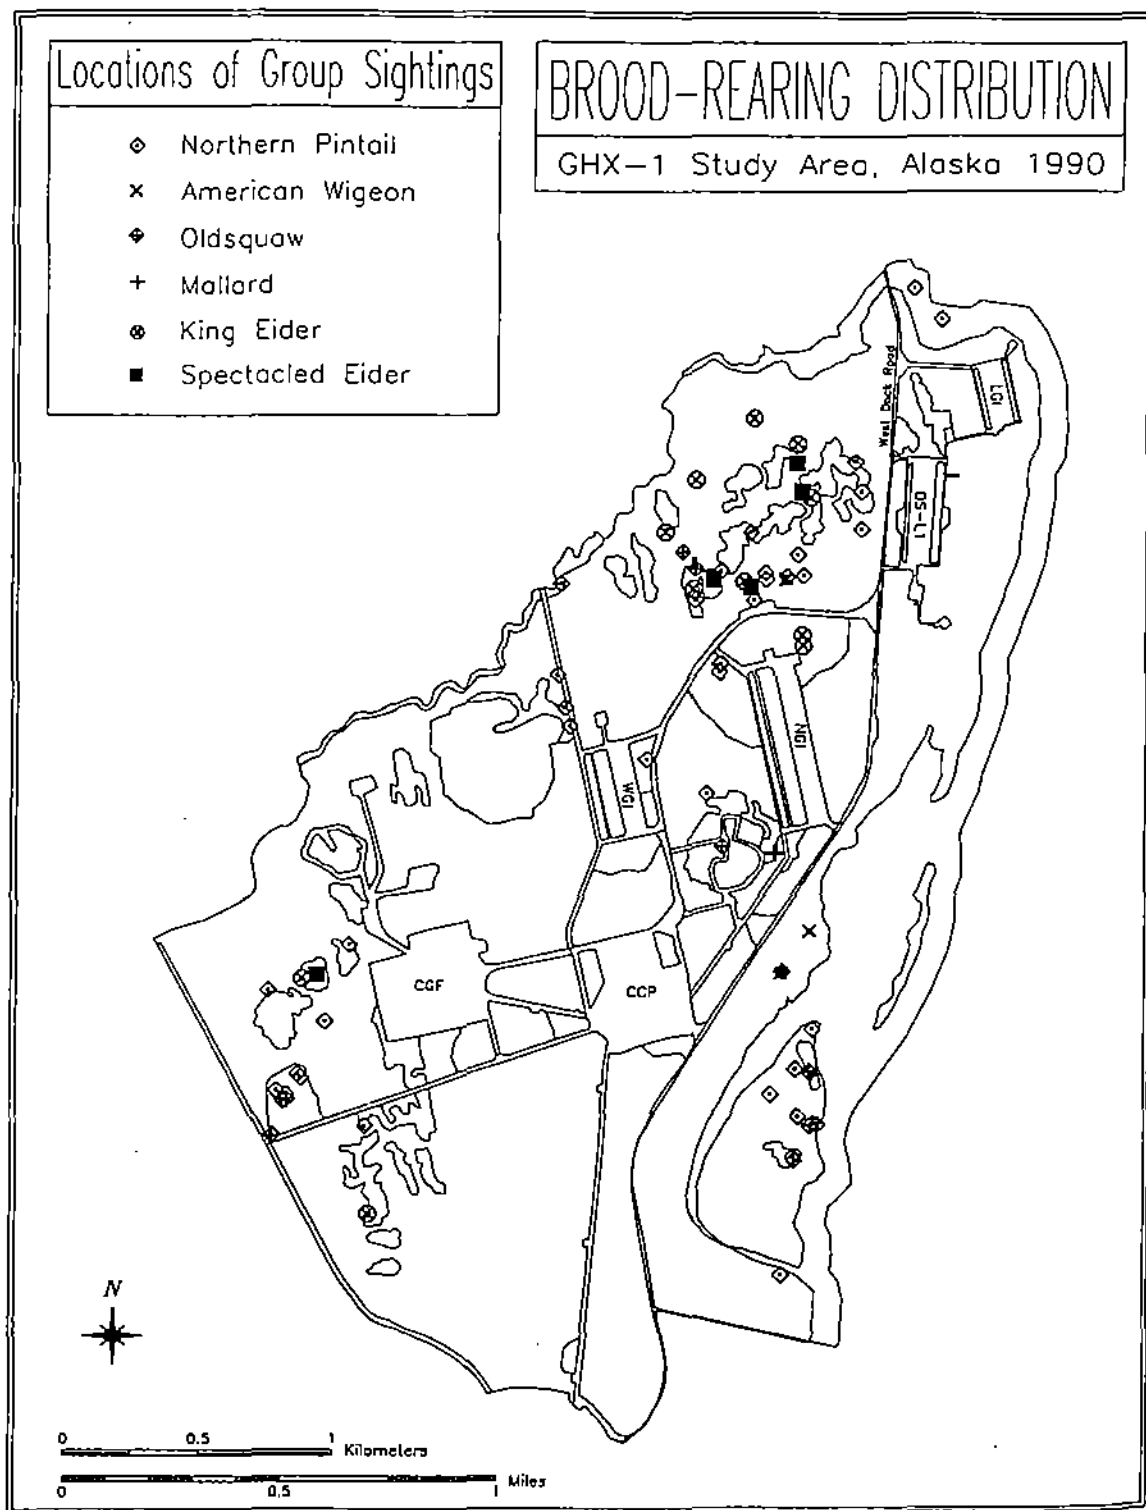 Locations of Group Sightings
Northern Pintail
American Wigeon
Oldsquaw
Mallard
King Eider
Spectacled Eider
BROOD-REARING DISTRIBUTION
GHX-1 Study Area, Alaska 1990
West Dock Road
LGI
DS-L1
NGI
WGI
CGF
CCP
N
0 0.5 1 Kilometers
0 0.5 1 Miles